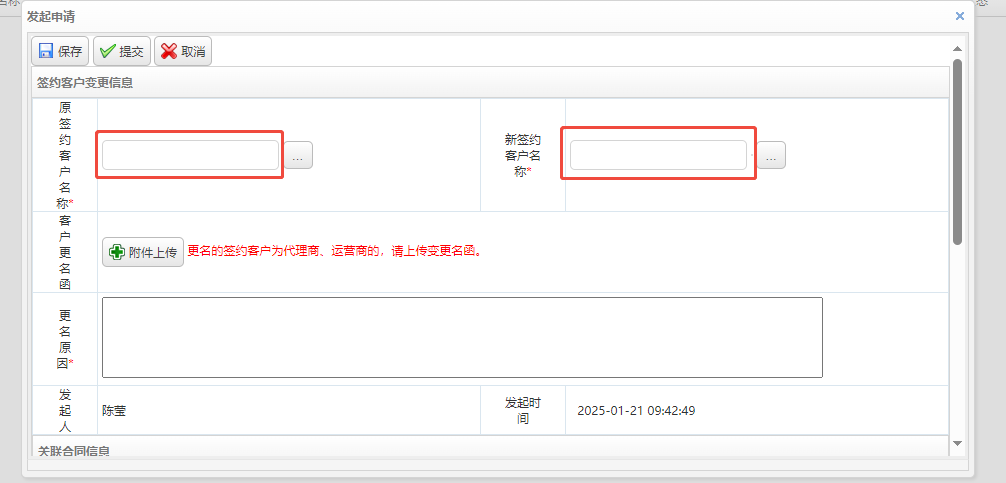 名称
发起申请
保存 提交 取消
签约客户变更信息
原
签
约
客
户
名
称*
...
新签约
客户名
称*
...
客
户
更
名
函
附件上传 更名的签约客户为代理商、运营商的，请上传变更名函。
更
名
原
因*
发
起
人
陈莹
发起时
间
2025-01-21 09:42:49
关联合同信息